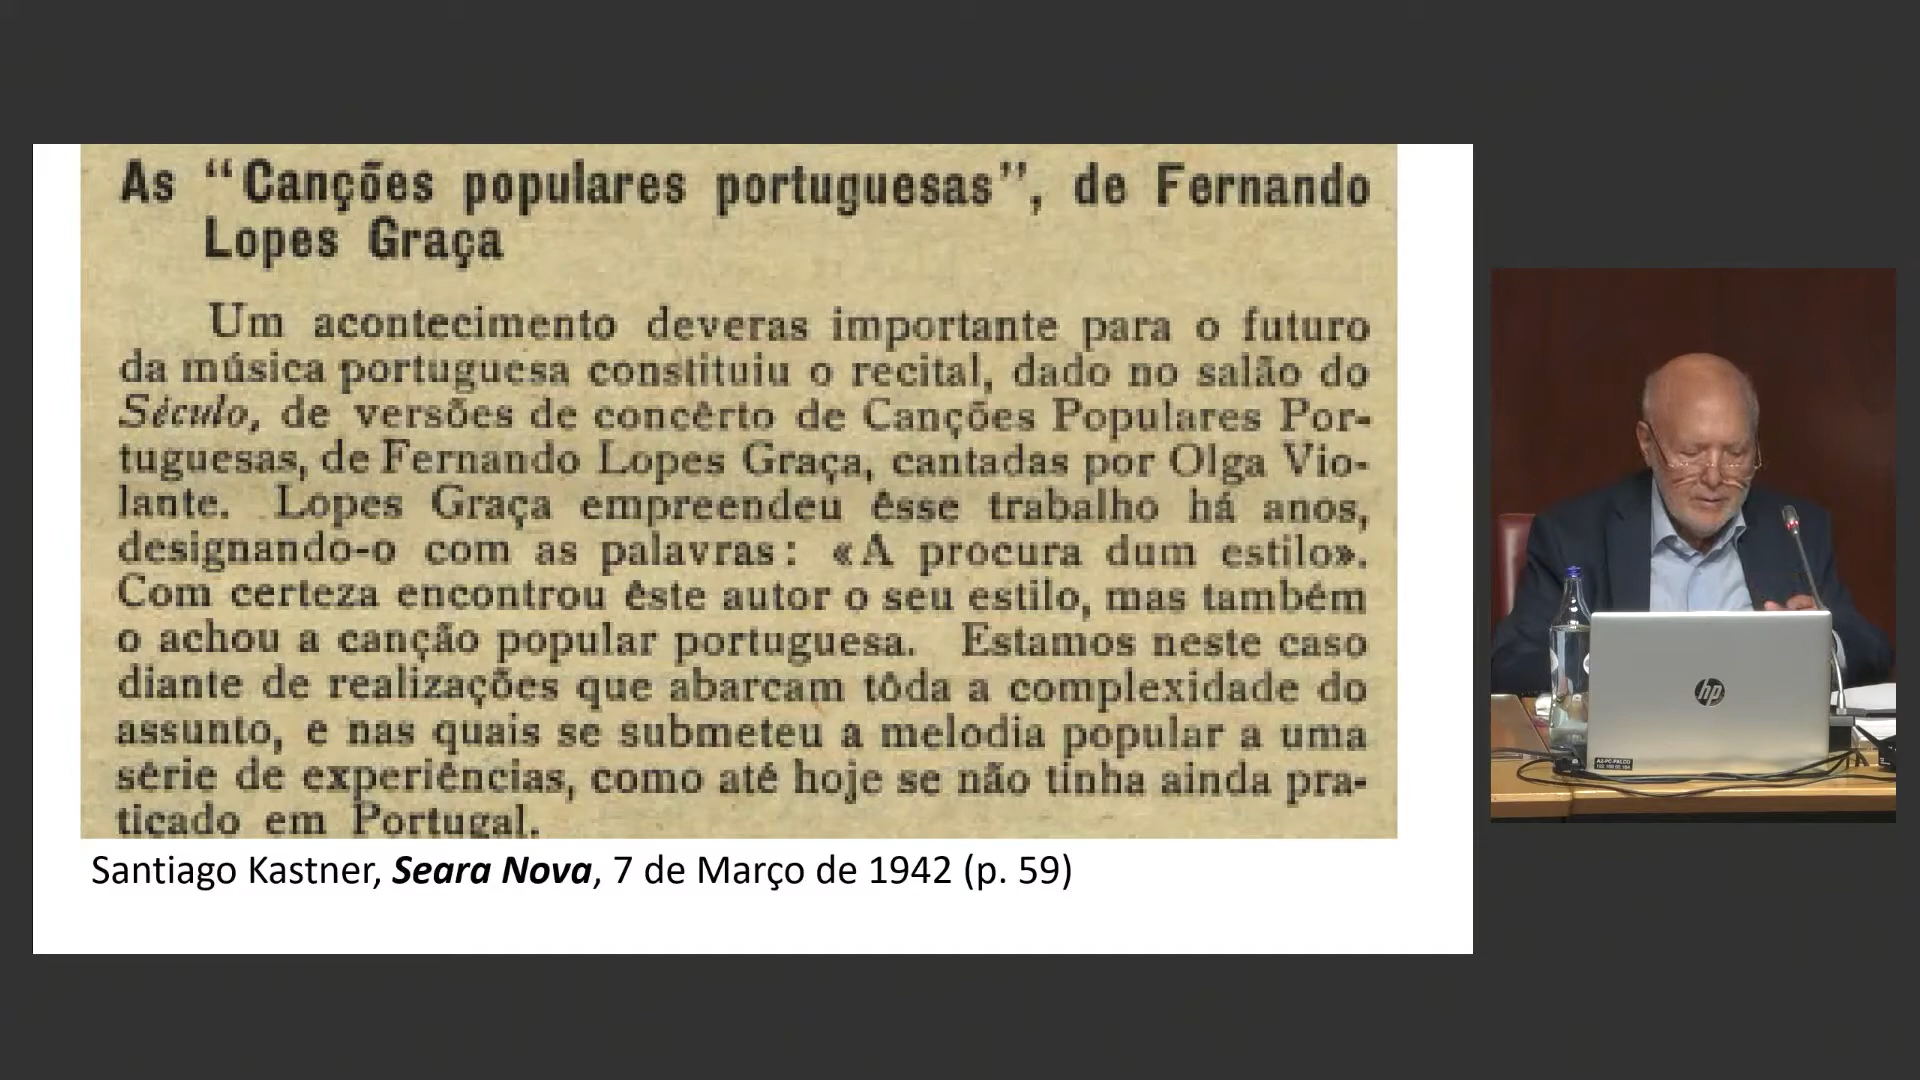 As “Canções populares portuguesas”, de Fernando
Lopes Graça
Um acontecimento deveras importante para o futuro
da música portuguesa constituiu o recital, dado no salão do
Século, de versões de concêrto de Canções Populares Por-
tuguesas, de Fernando Lopes Graça, cantadas por Olga Vio-
lante. Lopes Graça empreendeu êsse trabalho há anos,
designando-o com as palavras: «A procura dum estilo».
Com certeza encontrou êste autor o seu estilo, mas também
o achou a canção popular portuguesa. Estamos neste caso
diante de realizações que abarcam tôda a complexidade do
assunto, e nas quais se submeteu a melodia popular a uma
série de experiências, como até hoje se não tinha ainda pra-
ticado em Portugal.
Santiago Kastner, Seara Nova, 7 de Março de 1942 (p. 59)
hp